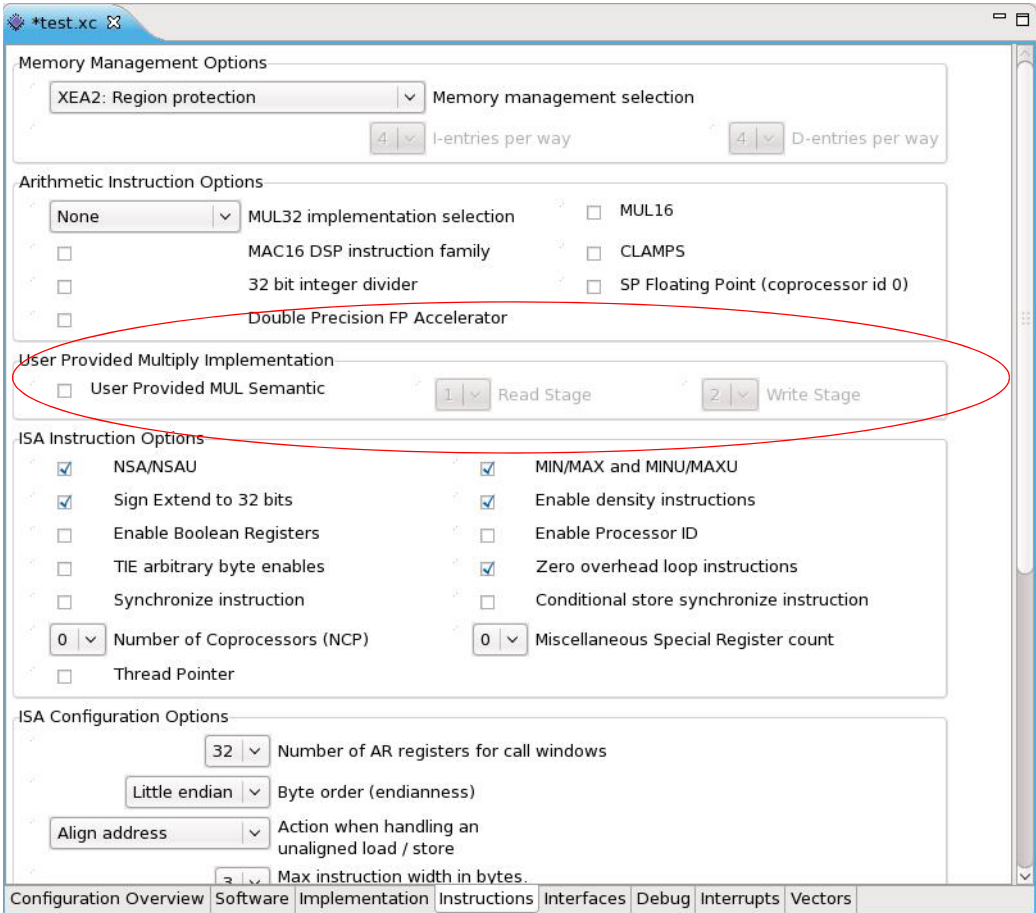 *test.xc
Memory Management Options
XEA2: Region protection Memory management selection
4 I-entries per way 4 D-entries per way
Arithmetic Instruction Options
None MUL32 implementation selection MUL16
MAC16 DSP instruction family CLAMPS
32 bit integer divider SP Floating Point (coprocessor id 0)
Double Precision FP Accelerator
User Provided Multiply Implementation
User Provided MUL Semantic 1 Read Stage 2 Write Stage
ISA Instruction Options
NSA/NSAU MIN/MAX and MINU/MAXU
Sign Extend to 32 bits Enable density instructions
Enable Boolean Registers Enable Processor ID
TIE arbitrary byte enables Zero overhead loop instructions
Synchronize instruction Conditional store synchronize instruction
0 Number of Coprocessors (NCP) 0 Miscellaneous Special Register count
Thread Pointer
ISA Configuration Options
32 Number of AR registers for call windows
Little endian Byte order (endianness)
Align address Action when handling an
unaligned load / store
3 Max instruction width in bytes.
Configuration Overview Software Implementation Instructions Interfaces Debug Interrupts Vectors